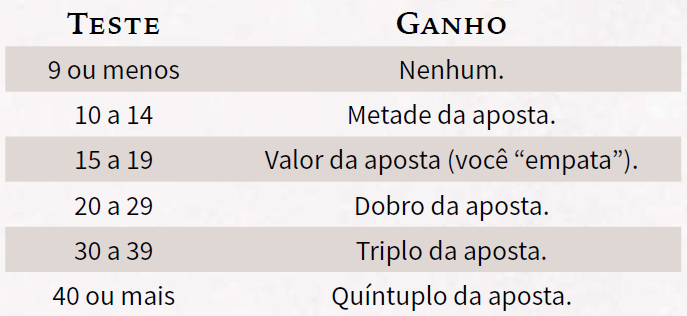 TESTE GANHO
9 ou menos Nenhum.
10 a 14 Metade da aposta.
15 a 19 Valor da aposta (você “empata”).
20 a 29 Dobro da aposta.
30 a 39 Triplo da aposta.
40 ou mais Quíntuplo da aposta.